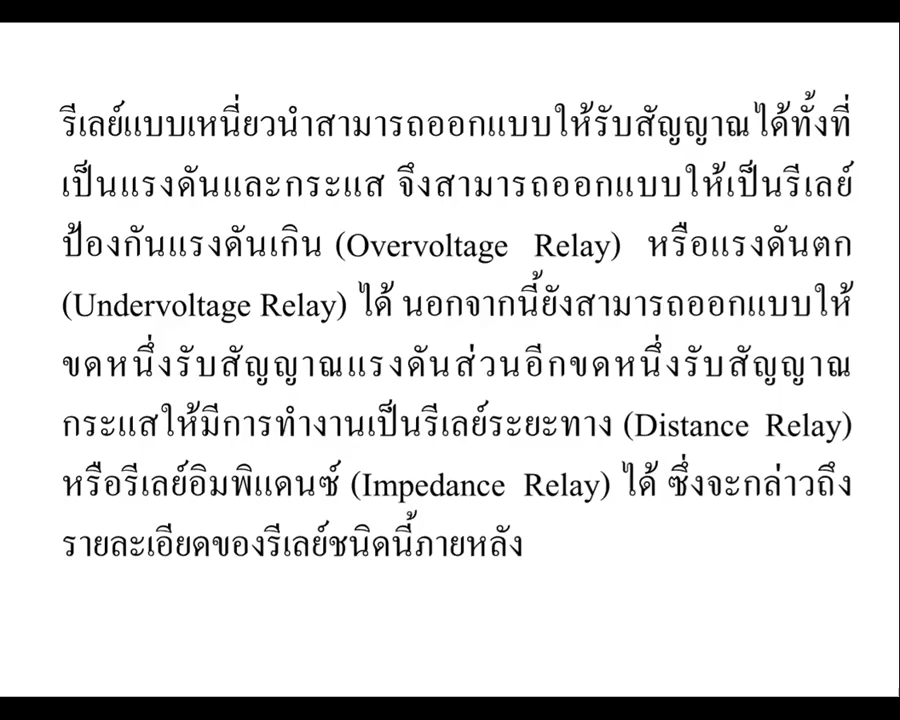 รีเลย์แบบเหนี่ยวนำสามารถออกแบบให้รับสัญญาณได้ทั้งที่
เป็นแรงดันและกระแส จึงสามารถออกแบบให้เป็นรีเลย์
ป้องกันแรงดันเกิน (Overvoltage Relay) หรือแรงดันตก
(Undervoltage Relay) ได้ นอกจากนี้ยังสามารถออกแบบให้
ขดหนึ่งรับสัญญาณแรงดันส่วนอีกขดหนึ่งรับสัญญาณ
กระแสให้มีการทำงานเป็นรีเลย์ระยะทาง (Distance Relay)
หรือรีเลย์อิมพิแดนซ์ (Impedance Relay) ได้ ซึ่งจะกล่าวถึง
รายละเอียดของรีเลย์ชนิดนี้ภายหลัง